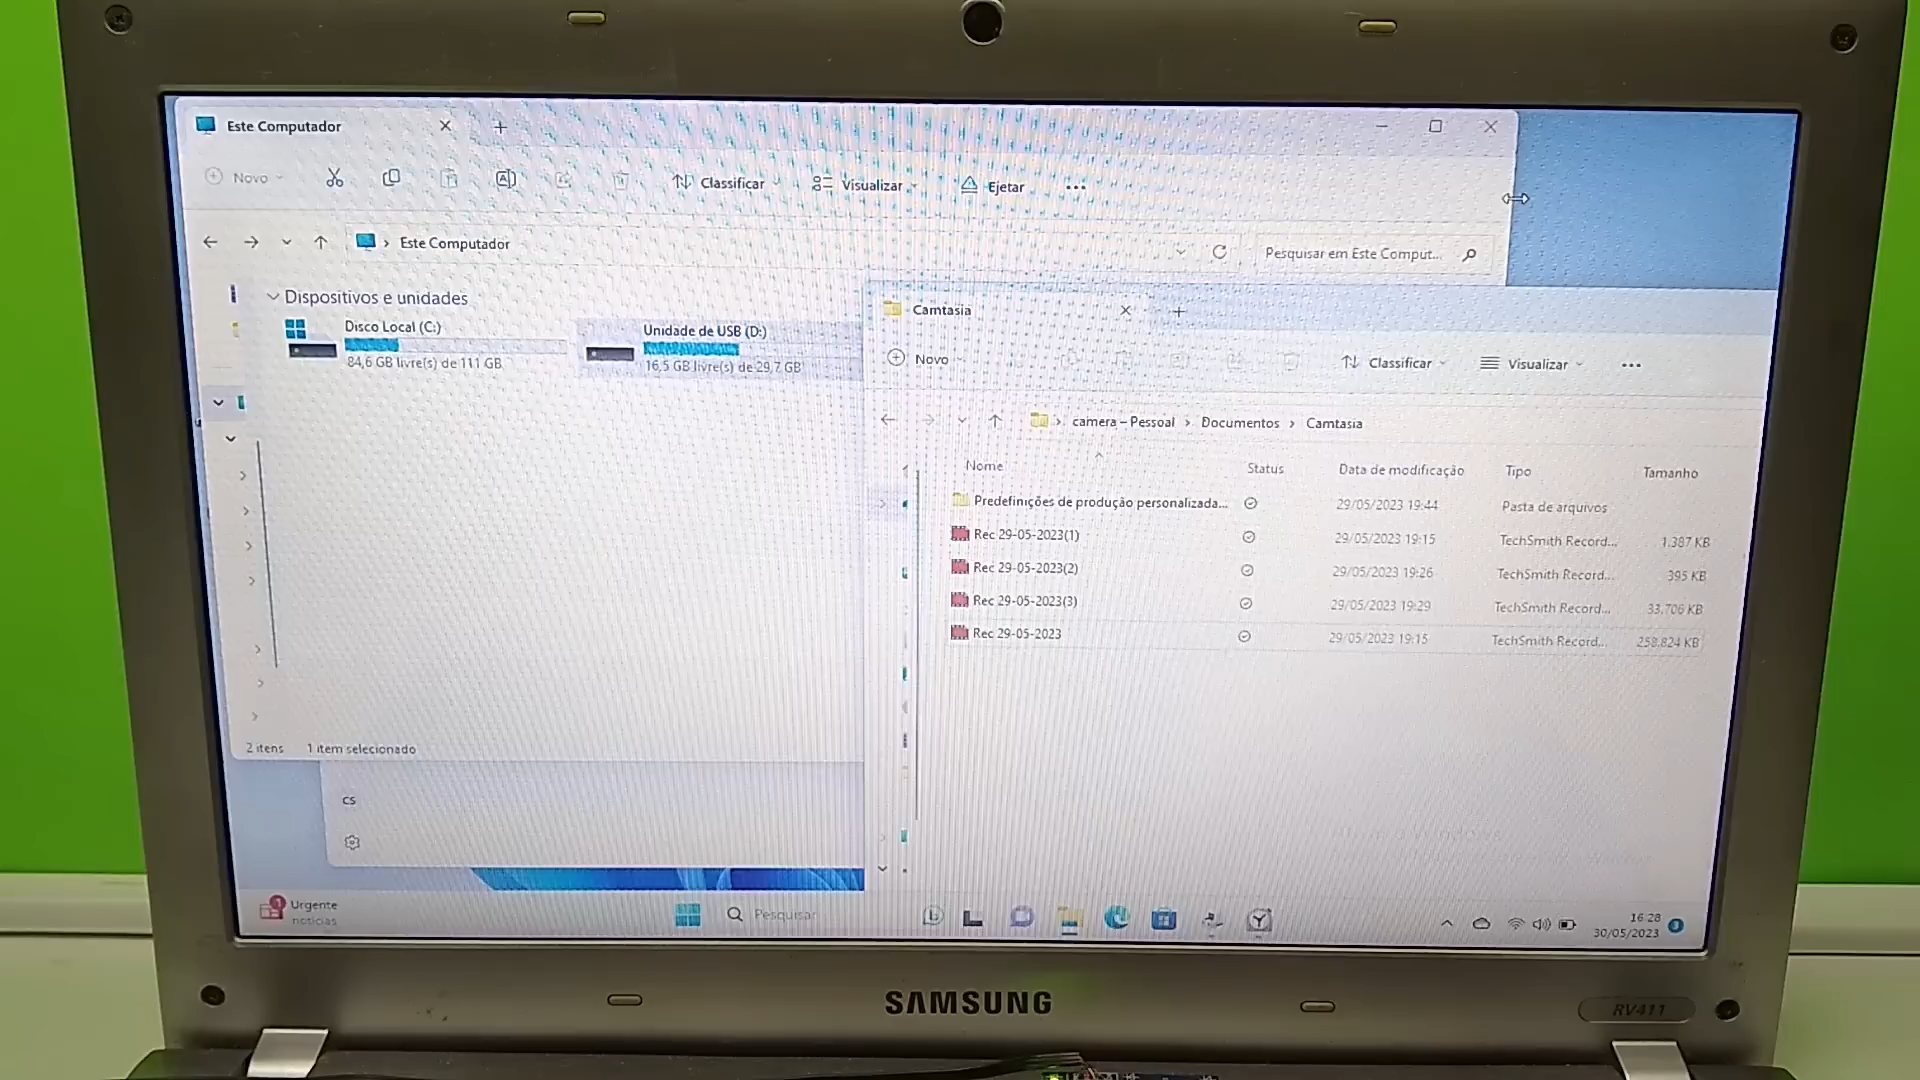 Este Computador
Novo
Classificar
Visualizar
Ejetar
Este Computador
Pesquisar em Este Comput...
Dispositivos e unidades
Disco Local (C:)
84,6 GB livre(s) de 111 GB
Unidade de USB (D:)
16,5 GB livre(s) de 29,7 GB
2 itens
1 item selecionado
cs
Camtasia
Novo
Classificar
Visualizar
camera – Pessoal > Documentos > Camtasia
Nome Status Data de modificação Tipo Tamanho
Predefinições de produção personalizada... 29/05/2023 19:44 Pasta de arquivos
Rec 29-05-2023(1) 29/05/2023 19:15 TechSmith Record... 1.387 KB
Rec 29-05-2023(2) 29/05/2023 19:26 TechSmith Record... 395 KB
Rec 29-05-2023(3) 29/05/2023 19:29 TechSmith Record... 33.706 KB
Rec 29-05-2023 29/05/2023 19:15 TechSmith Record... 258.824 KB
Urgente
notícias
Pesquisar
16:28
30/05/2023
SAMSUNG
RV411